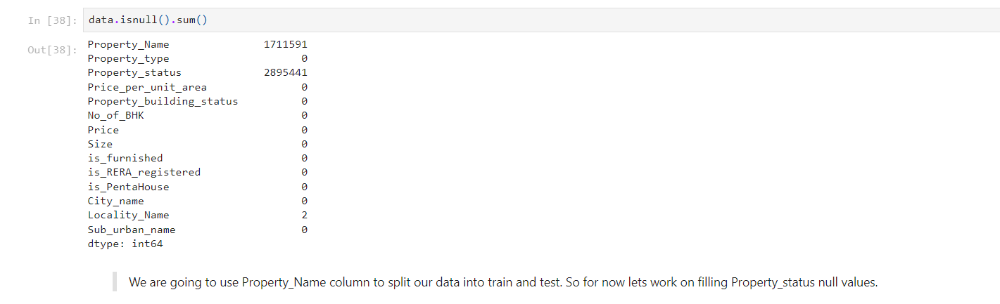 In [38]: data.isnull().sum()
Out[38]: Property_Name 1711591
Property_type 0
Property_status 2895441
Price_per_unit_area 0
Property_building_status 0
No_of_BHK 0
Price 0
Size 0
is_furnished 0
is_RERA_registered 0
is_PentaHouse 0
City_name 0
Locality_Name 2
Sub_urban_name 0
dtype: int64
We are going to use Property_Name column to split our data into train and test. So for now lets work on filling Property_status null values.